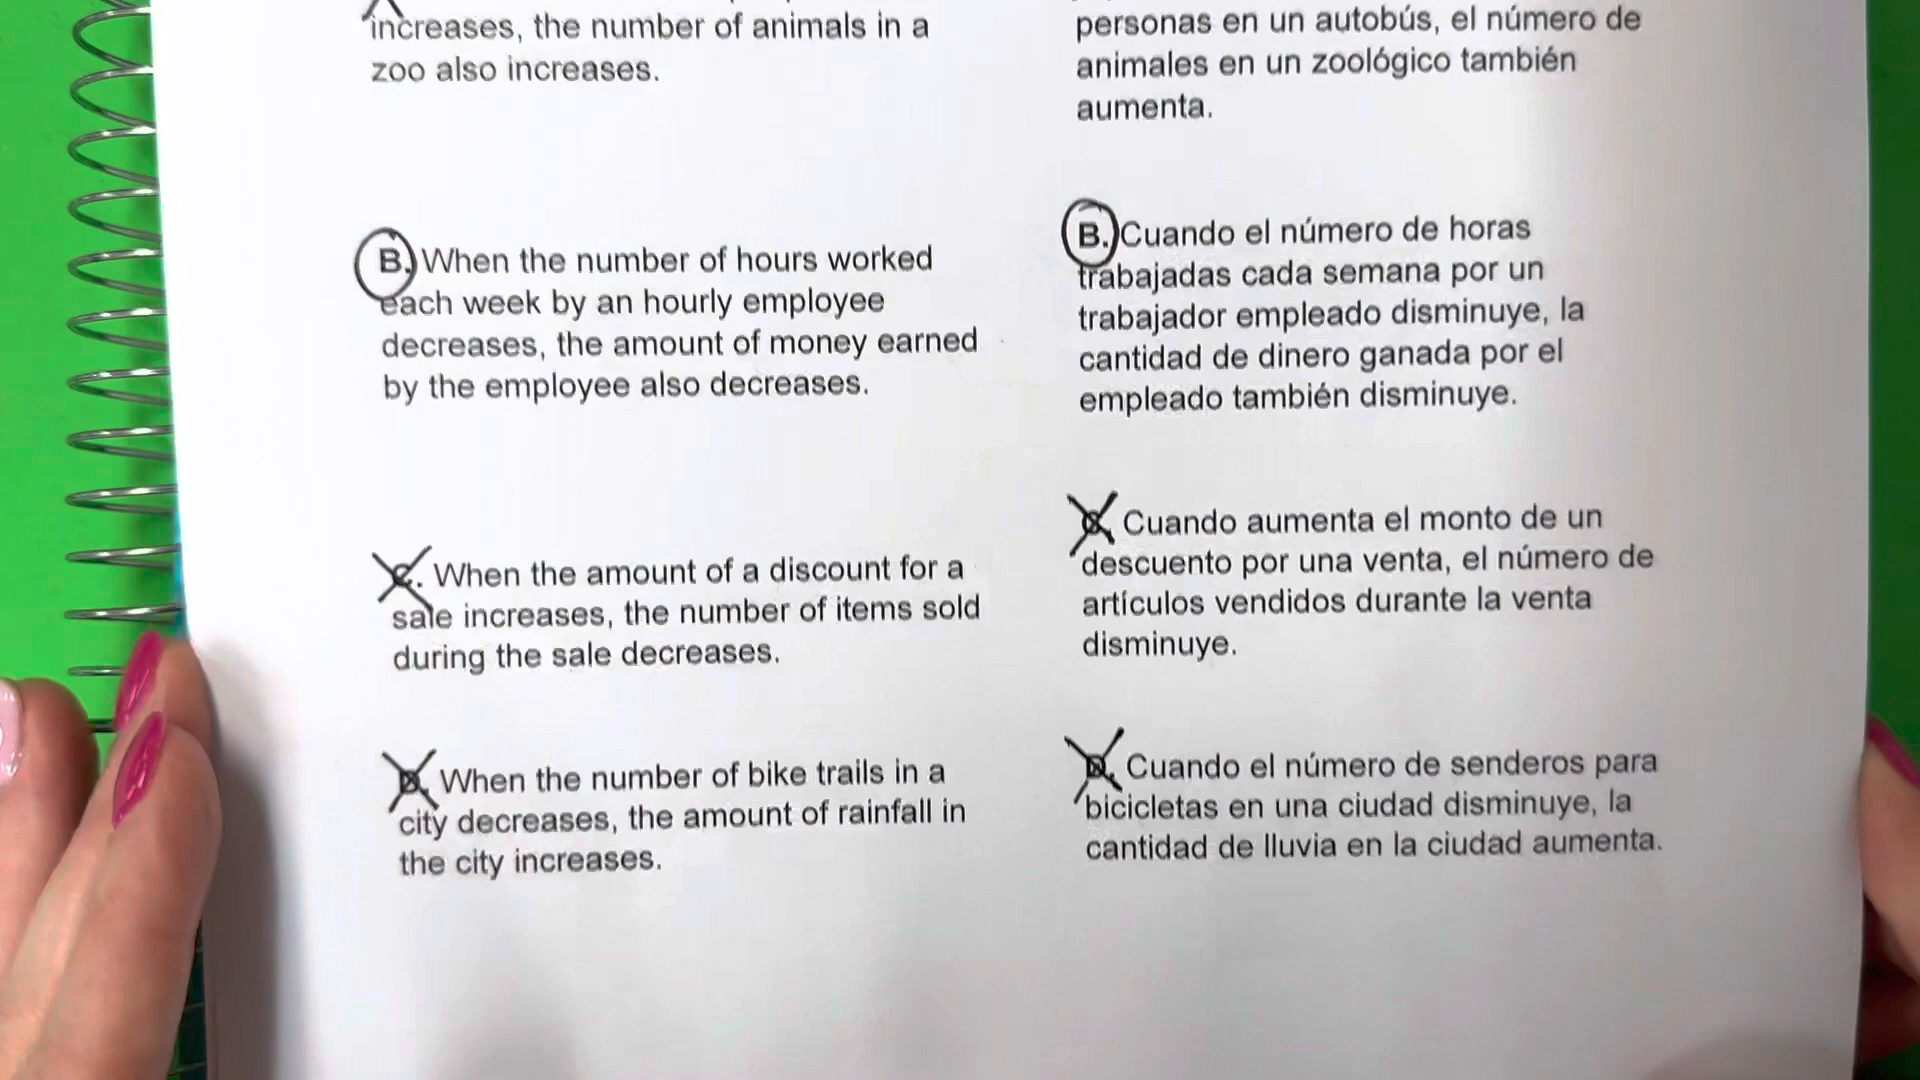 increases, the number of animals in a
zoo also increases.
B. When the number of hours worked
each week by an hourly employee
decreases, the amount of money earned
by the employee also decreases.
C. When the amount of a discount for a
sale increases, the number of items sold
during the sale decreases.
D. When the number of bike trails in a
city decreases, the amount of rainfall in
the city increases.
personas en un autobús, el número de
animales en un zoológico también
aumenta.
B. Cuando el número de horas
trabajadas cada semana por un
trabajador empleado disminuye, la
cantidad de dinero ganada por el
empleado también disminuye.
C. Cuando aumenta el monto de un
descuento por una venta, el número de
artículos vendidos durante la venta
disminuye.
D. Cuando el número de senderos para
bicicletas en una ciudad disminuye, la
cantidad de lluvia en la ciudad aumenta.